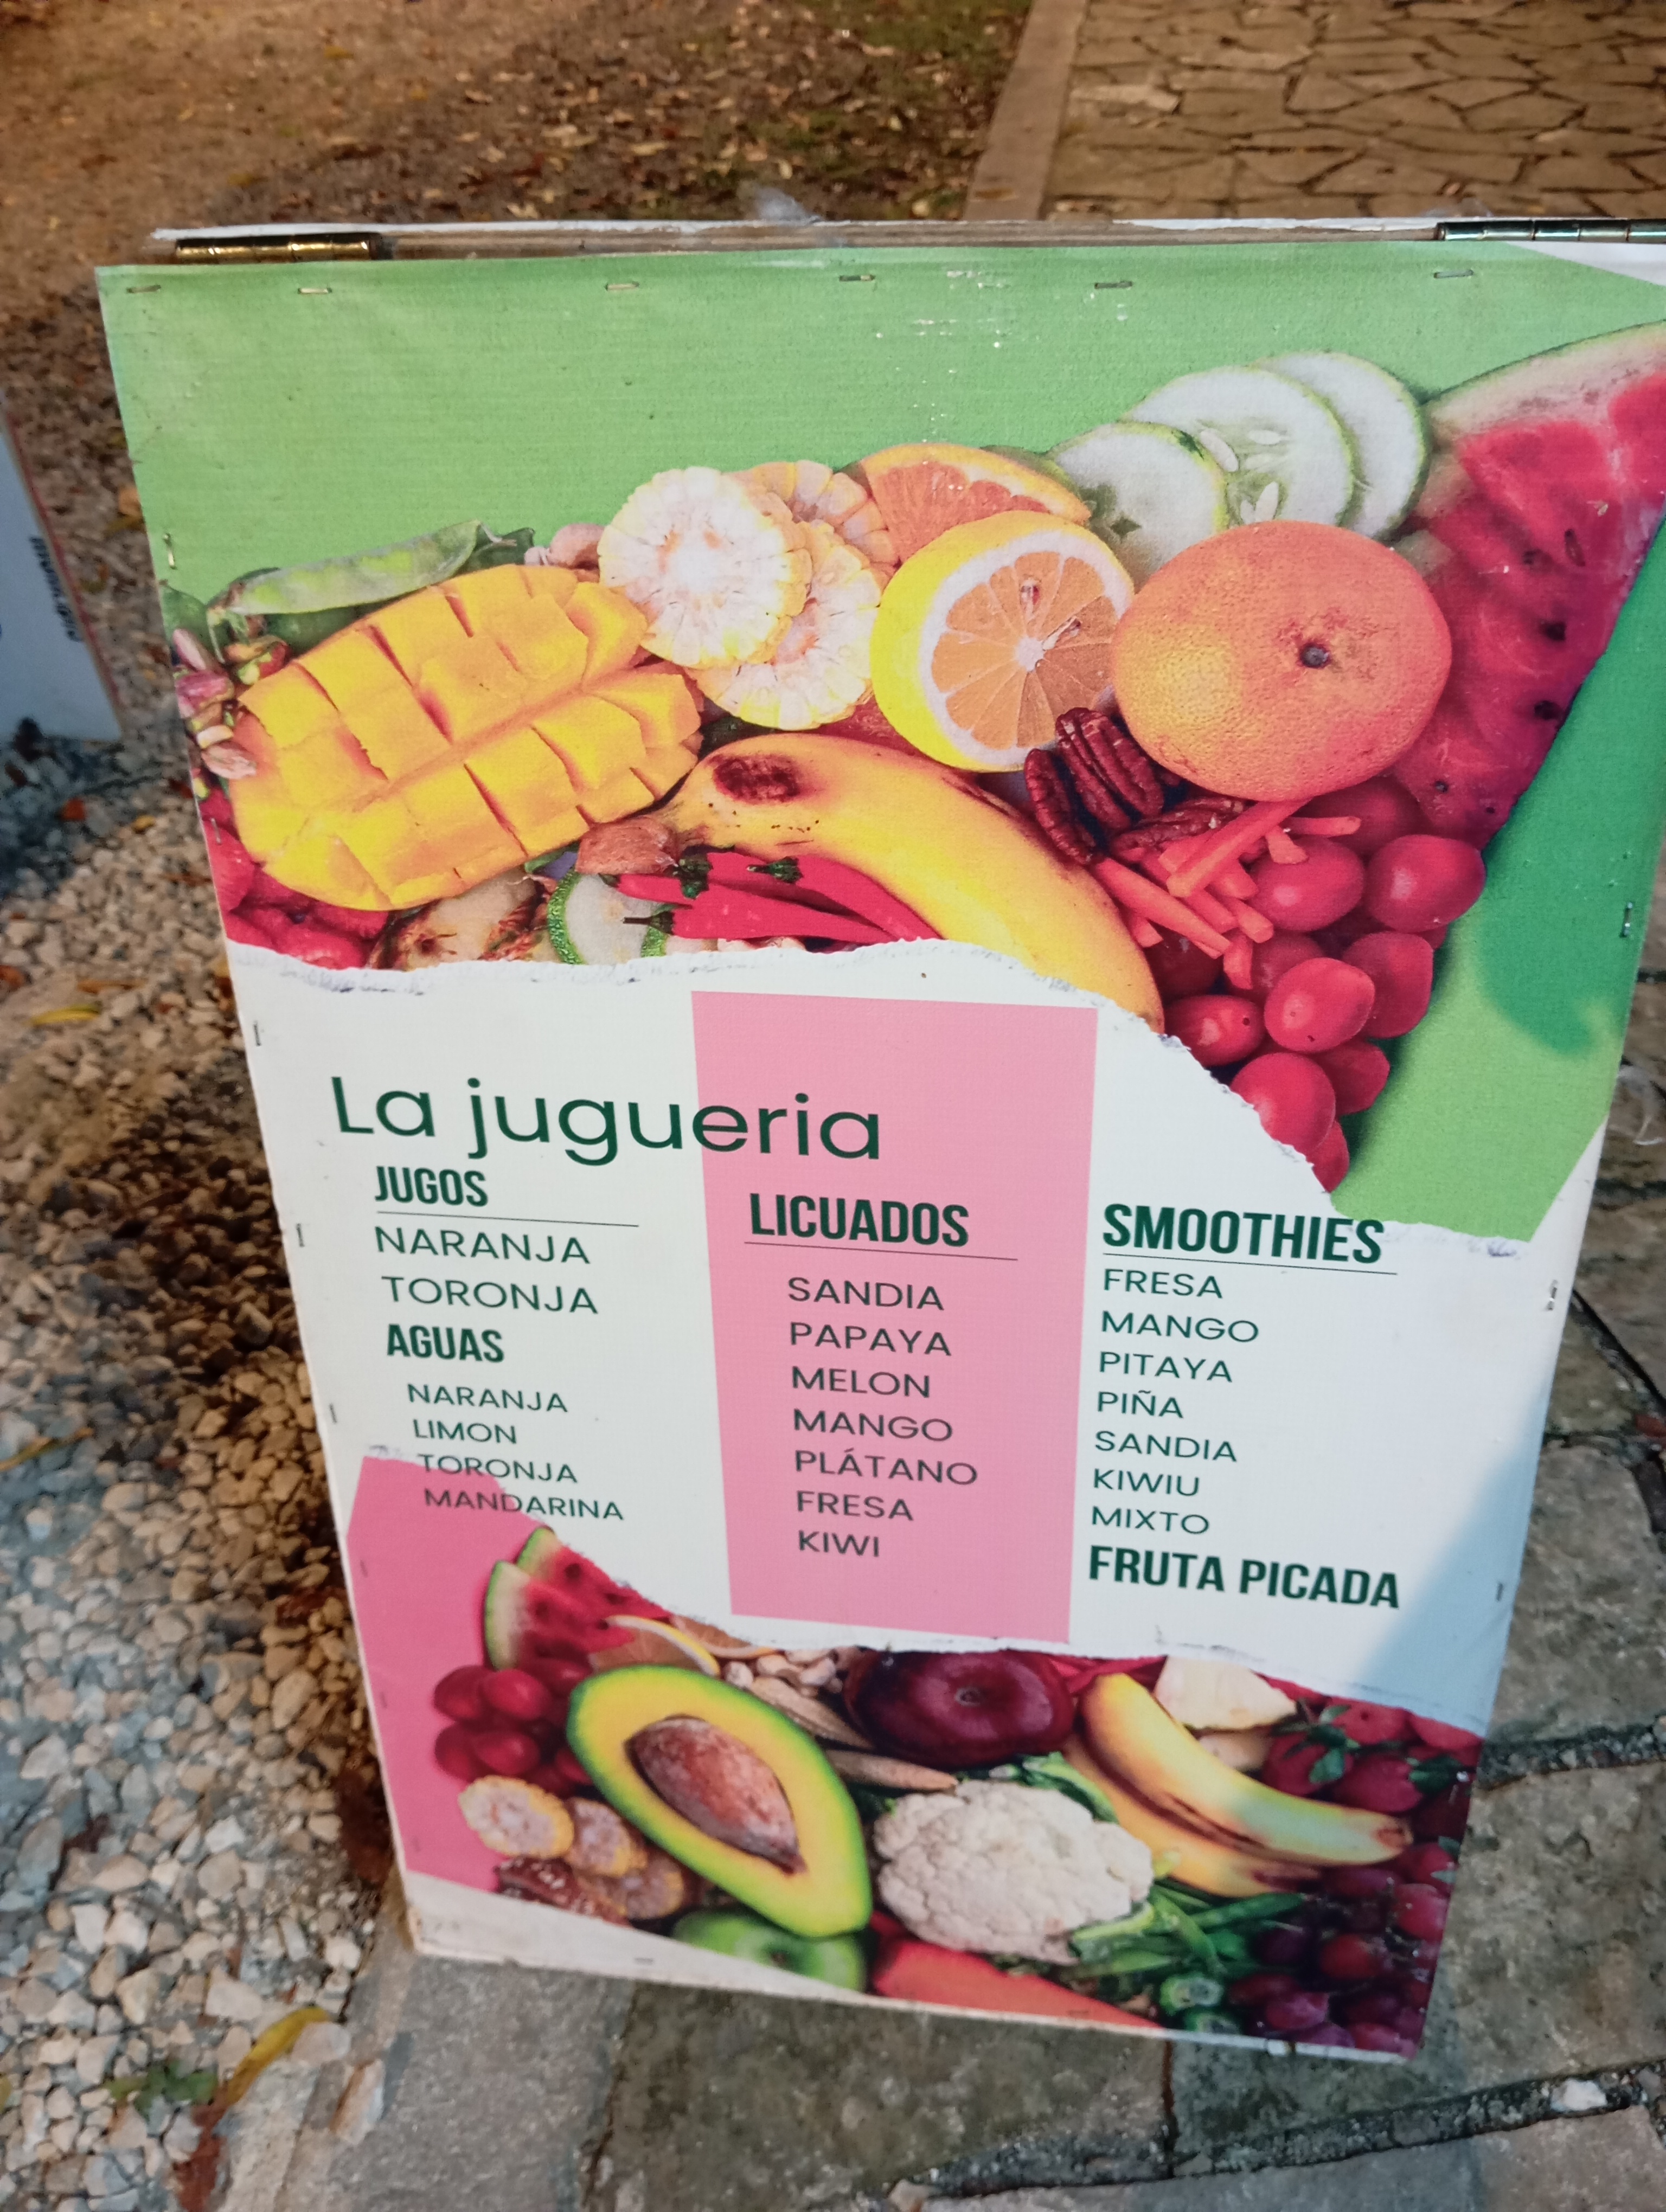 La jugueria
JUGOS
NARANJA
TORONJA
AGUAS
NARANJA
LIMON
TORONJA
MANDARINA
LICUADOS
SANDIA
PAPAYA
MELON
MANGO
PLÁTANO
FRESA
KIWI
SMOOTHIES
FRESA
MANGO
PITAYA
PIÑA
SANDIA
KIWIU
MIXTO
FRUTA PICADA